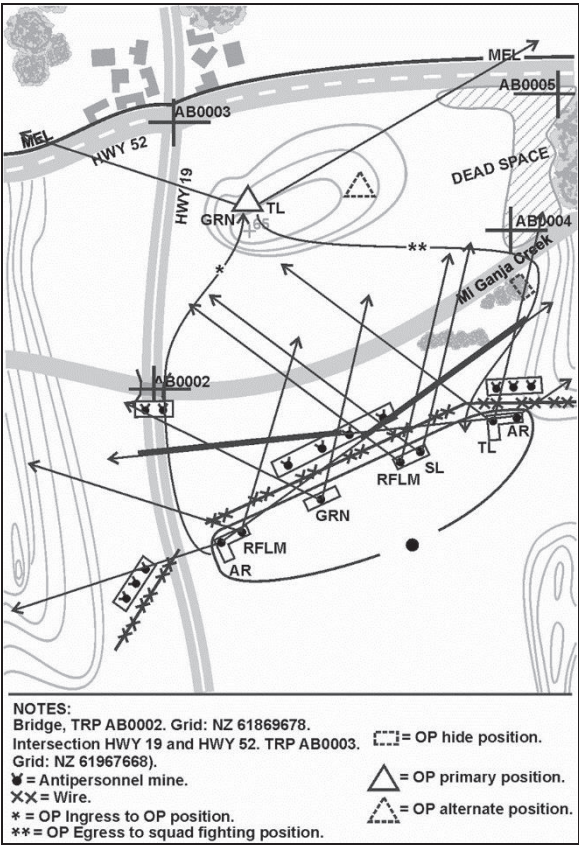 MEL
AB0005
MEL
AB0003
HWY 52
DEAD SPACE
HWY 19
TL
GRN
AB0004
**
*
Mi Ganja Creek
AB0002
TL
AR
SL
RFLM
GRN
RFLM
AR
NOTES:
Bridge, TRP AB0002. Grid: NZ 61869678.
Intersection HWY 19 and HWY 52. TRP AB0003.
Grid: NZ 61967668).
= Antipersonnel mine.
XX = Wire.
* = OP Ingress to OP position.
** = OP Egress to squad fighting position.
= OP hide position.
= OP primary position.
= OP alternate position.